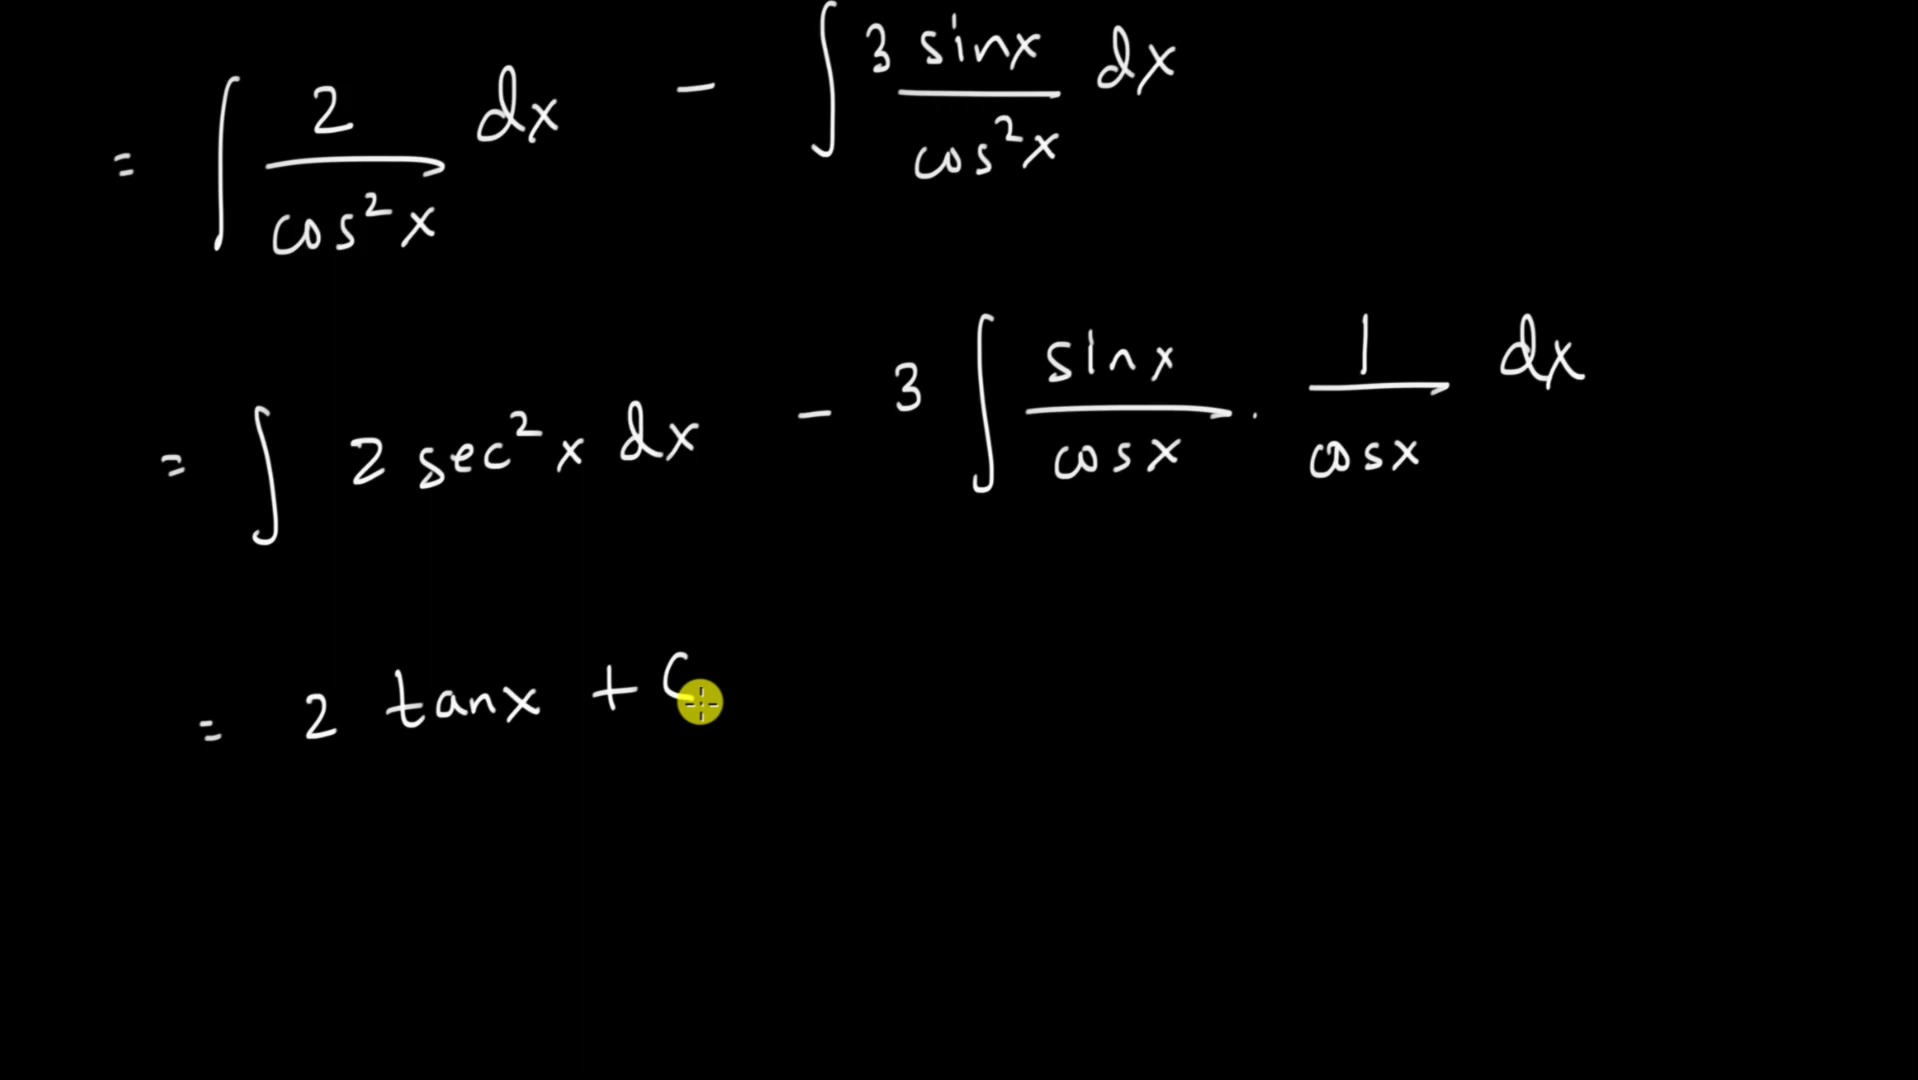 = ∫ 2/cos²x dx − ∫ 3 sinx/cos²x dx
= ∫ 2 sec²x dx − 3 ∫ sinx/cosx · 1/cosx dx
= 2 tanx + C